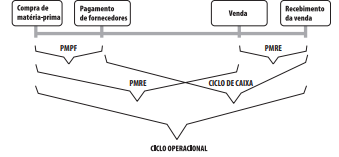 Compra de
matéria-prima
Pagamento
de fornecedores
Venda
Recebimento
da venda
PMPF
PMRE
PMRE
CICLO DE CAIXA
CICLO OPERACIONAL